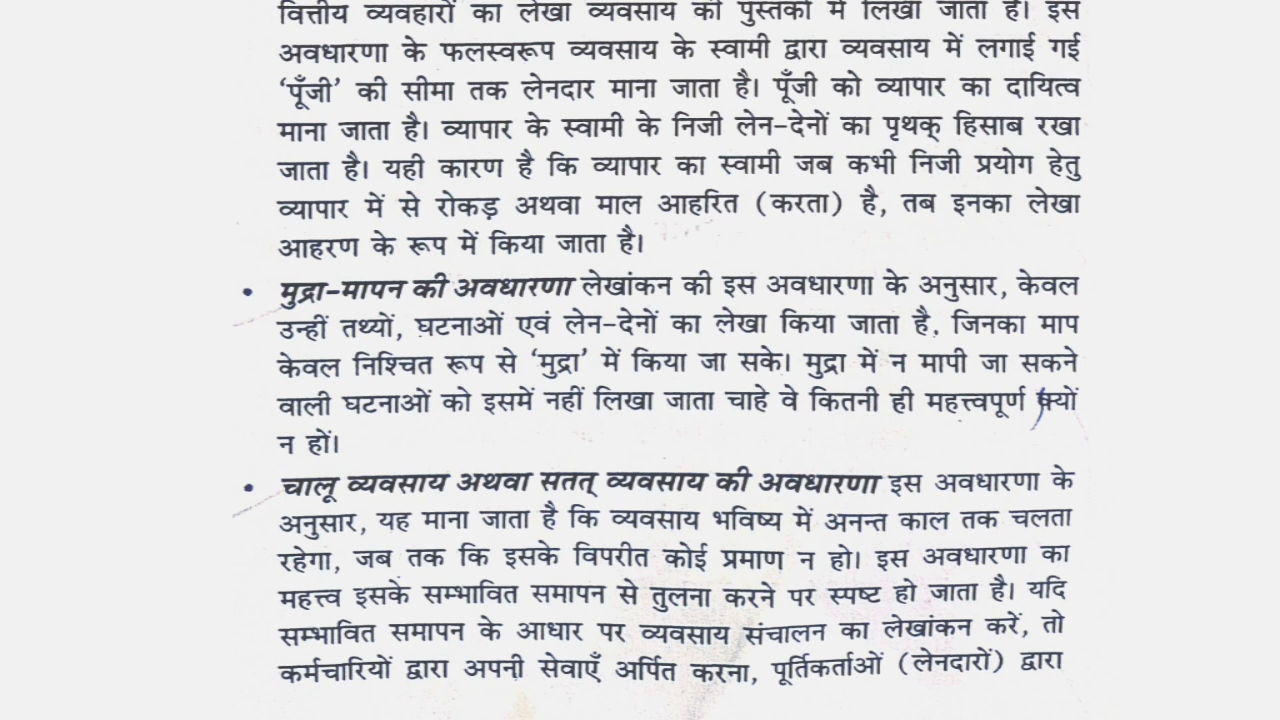 वित्तीय व्यवहारों का लेखा व्यवसाय की पुस्तकों में लिखा जाता है। इस
अवधारणा के फलस्वरूप व्यवसाय के स्वामी द्वारा व्यवसाय में लगाई गई
‘पूँजी’ की सीमा तक लेनदार माना जाता है। पूँजी को व्यापार का दायित्व
माना जाता है। व्यापार के स्वामी के निजी लेन-देनों का पृथक् हिसाब रखा
जाता है। यही कारण है कि व्यापार का स्वामी जब कभी निजी प्रयोग हेतु
व्यापार में से रोकड़ अथवा माल आहरित (करता) है, तब इनका लेखा
आहरण के रूप में किया जाता है।
• मुद्रा-मापन की अवधारणा लेखांकन की इस अवधारणा के अनुसार, केवल
उन्हीं तथ्यों, घटनाओं एवं लेन-देनों का लेखा किया जाता है, जिनका माप
केवल निश्चित रूप से ‘मुद्रा’ में किया जा सके। मुद्रा में न मापी जा सकने
वाली घटनाओं को इसमें नहीं लिखा जाता चाहे वे कितनी ही महत्त्वपूर्ण क्यों
न हों।
• चालू व्यवसाय अथवा सतत् व्यवसाय की अवधारणा इस अवधारणा के
अनुसार, यह माना जाता है कि व्यवसाय भविष्य में अनन्त काल तक चलता
रहेगा, जब तक कि इसके विपरीत कोई प्रमाण न हो। इस अवधारणा का
महत्त्व इसके सम्भावित समापन से तुलना करने पर स्पष्ट हो जाता है। यदि
सम्भावित समापन के आधार पर व्यवसाय संचालन का लेखांकन करें, तो
कर्मचारियों द्वारा अपनी सेवाएँ अर्पित करना, पूर्तिकर्ताओं (लेनदारों) द्वारा